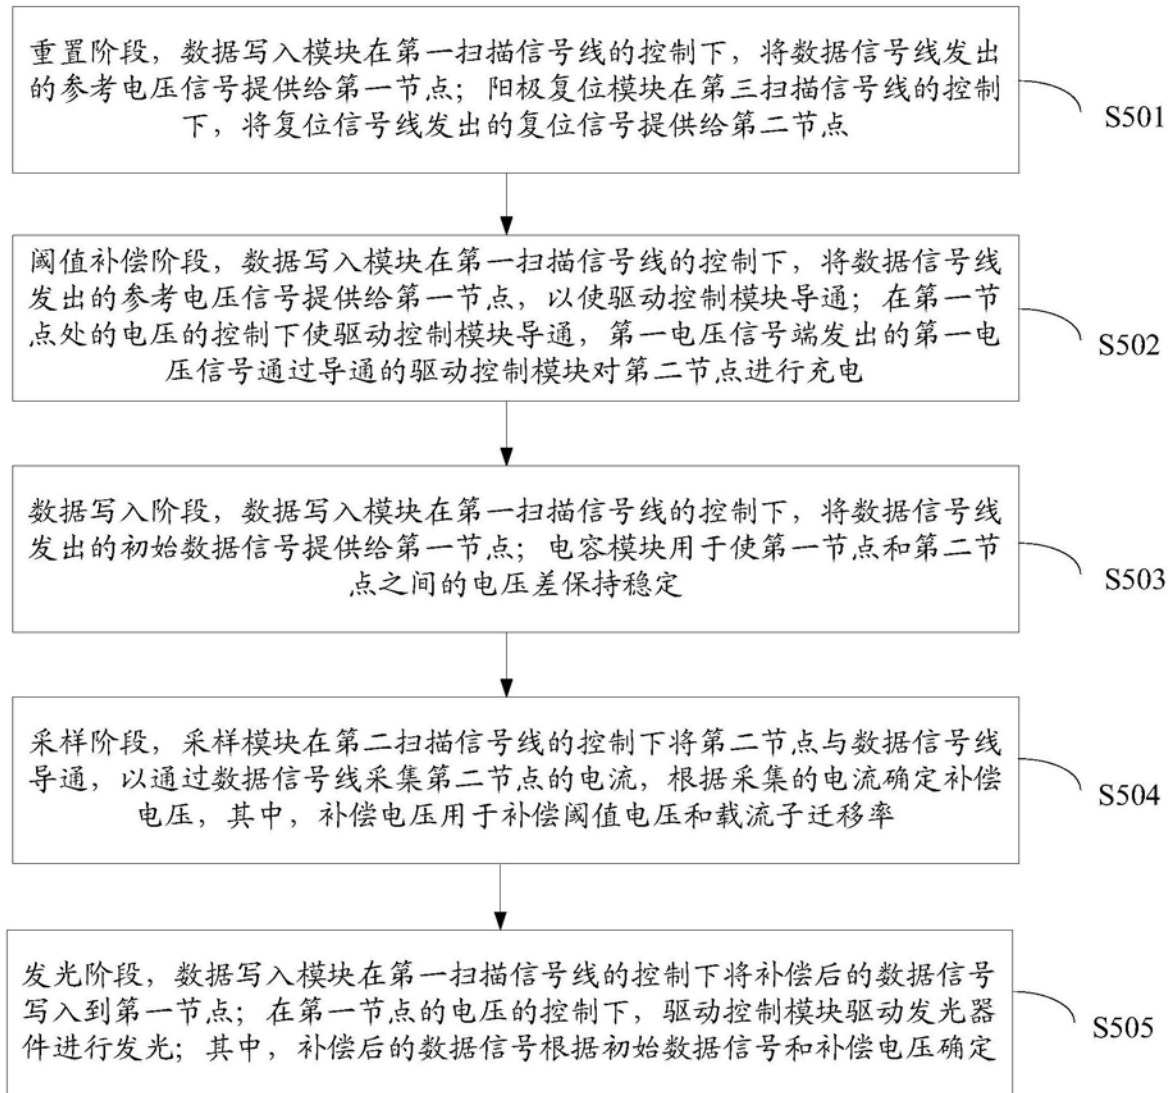 重置阶段，数据写入模块在第一扫描信号线的控制下，将数据信号线发出
的参考电压信号提供给第一节点；阳极复位模块在第三扫描信号线的控制
下，将复位信号线发出的复位信号提供给第二节点
S501
阈值补偿阶段，数据写入模块在第一扫描信号线的控制下，将数据信号线
发出的参考电压信号提供给第一节点，以使驱动控制模块导通；在第一节
点处的电压的控制下使驱动控制模块导通，第一电压信号端发出的第一电
压信号通过导通的驱动控制模块对第二节点进行充电
S502
数据写入阶段，数据写入模块在第一扫描信号线的控制下，将数据信号线
发出的初始数据信号提供给第一节点；电容模块用于使第一节点和第二节
点之间的电压差保持稳定
S503
采样阶段，采样模块在第二扫描信号线的控制下将第二节点与数据信号线
导通，以通过数据信号线采集第二节点的电流，根据采集的电流确定补偿
电压，其中，补偿电压用于补偿阈值电压和载流子迁移率
S504
发光阶段，数据写入模块在第一扫描信号线的控制下将补偿后的数据信号
写入到第一节点；在第一节点的电压的控制下，驱动控制模块驱动发光器
件进行发光；其中，补偿后的数据信号根据初始数据信号和补偿电压确定
S505